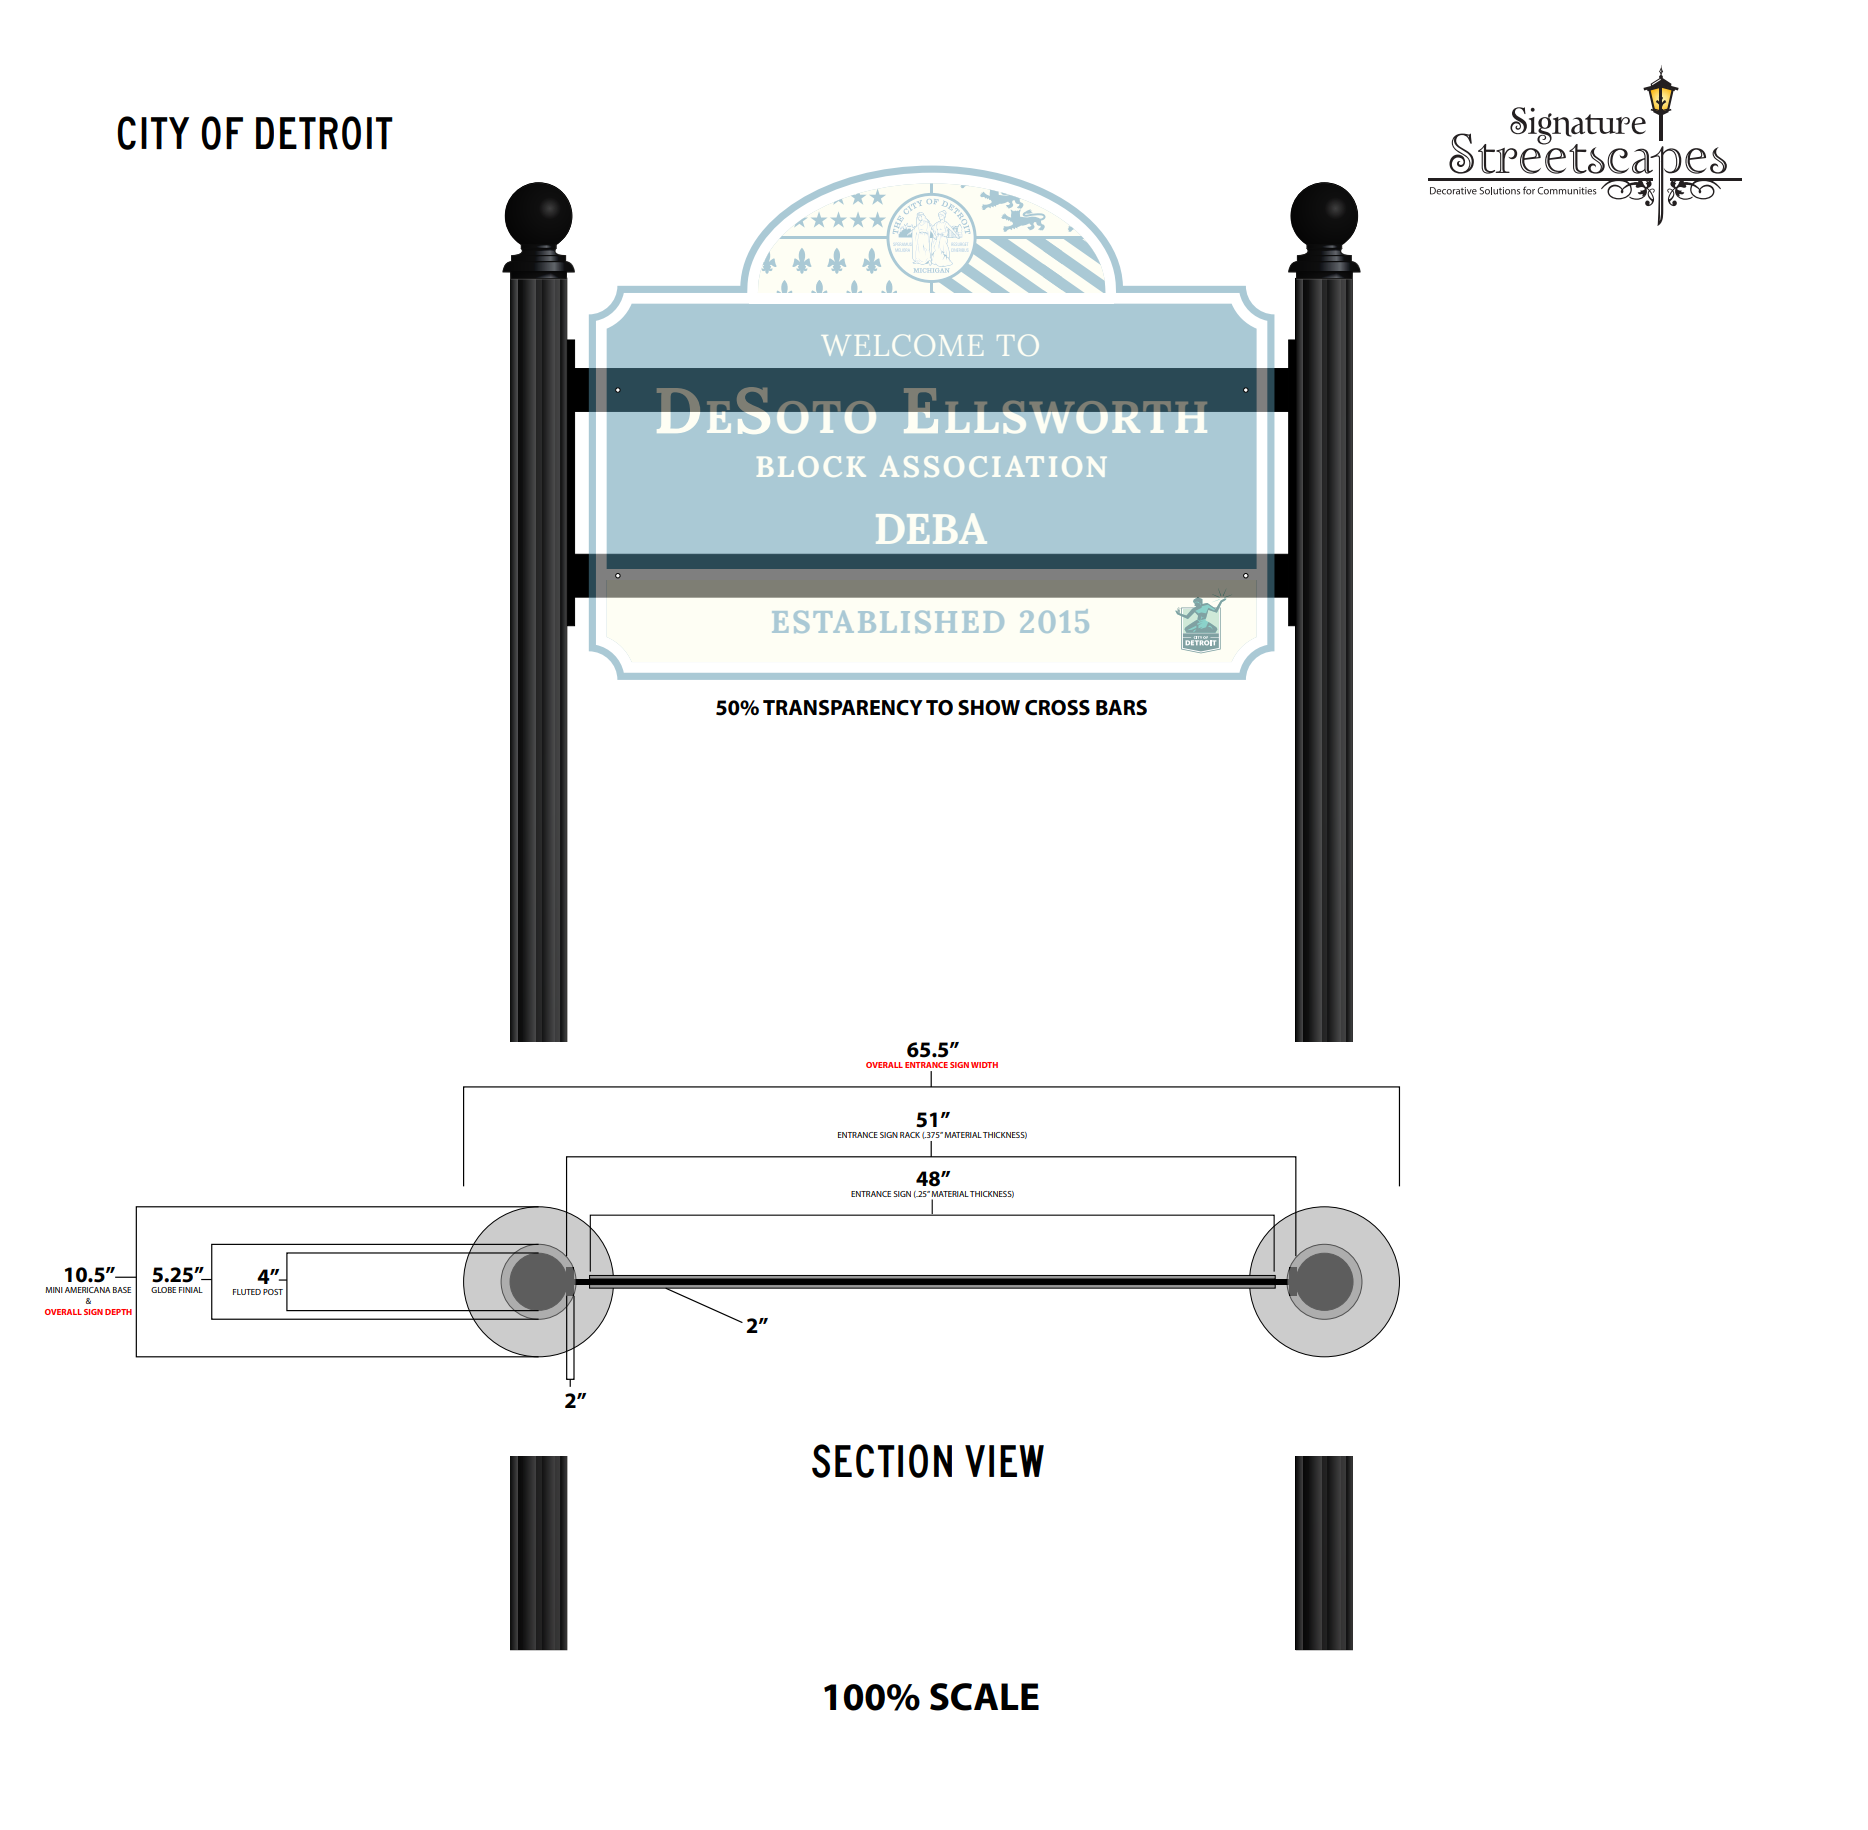 CITY OF DETROIT
Signature
Streetscapes
Decorative Solutions for Communities
THE CITY OF DETROIT
MICHIGAN
WELCOME TO
DESOTO ELLSWORTH
BLOCK ASSOCIATION
DEBA
ESTABLISHED 2015
CITY OF
DETROIT
50% TRANSPARENCY TO SHOW CROSS BARS
65.5”
OVERALL ENTRANCE SIGN WIDTH
51”
ENTRANCE SIGN RACK (.375” MATERIAL THICKNESS)
48”
ENTRANCE SIGN (.25” MATERIAL THICKNESS)
10.5”
MINI AMERICANA BASE
&
OVERALL SIGN DEPTH
5.25”
GLOBE FINIAL
4”
FLUTED POST
2”
2”
SECTION VIEW
100% SCALE